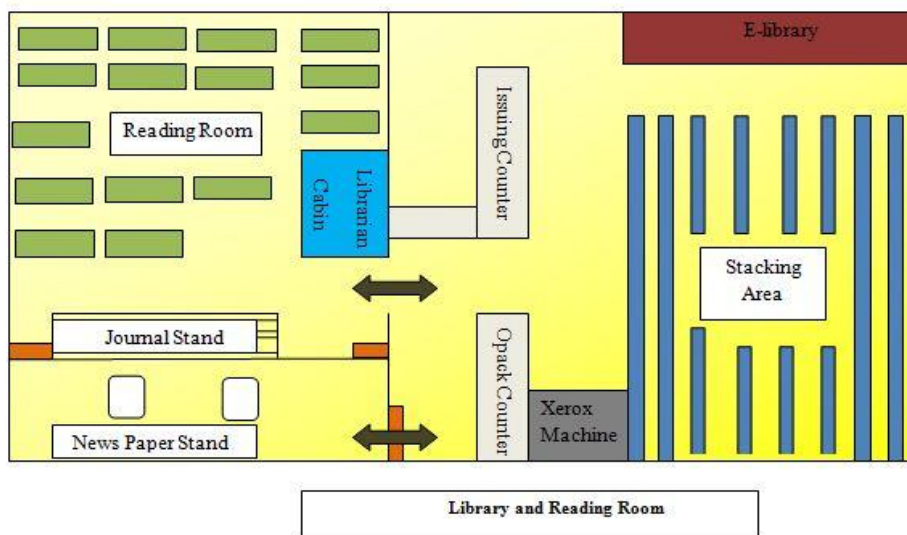 E-library
Reading Room
Issuing Counter
Librarian
Cabin
Stacking
Area
Journal Stand
Opack Counter
Xerox
Machine
News Paper Stand
Library and Reading Room